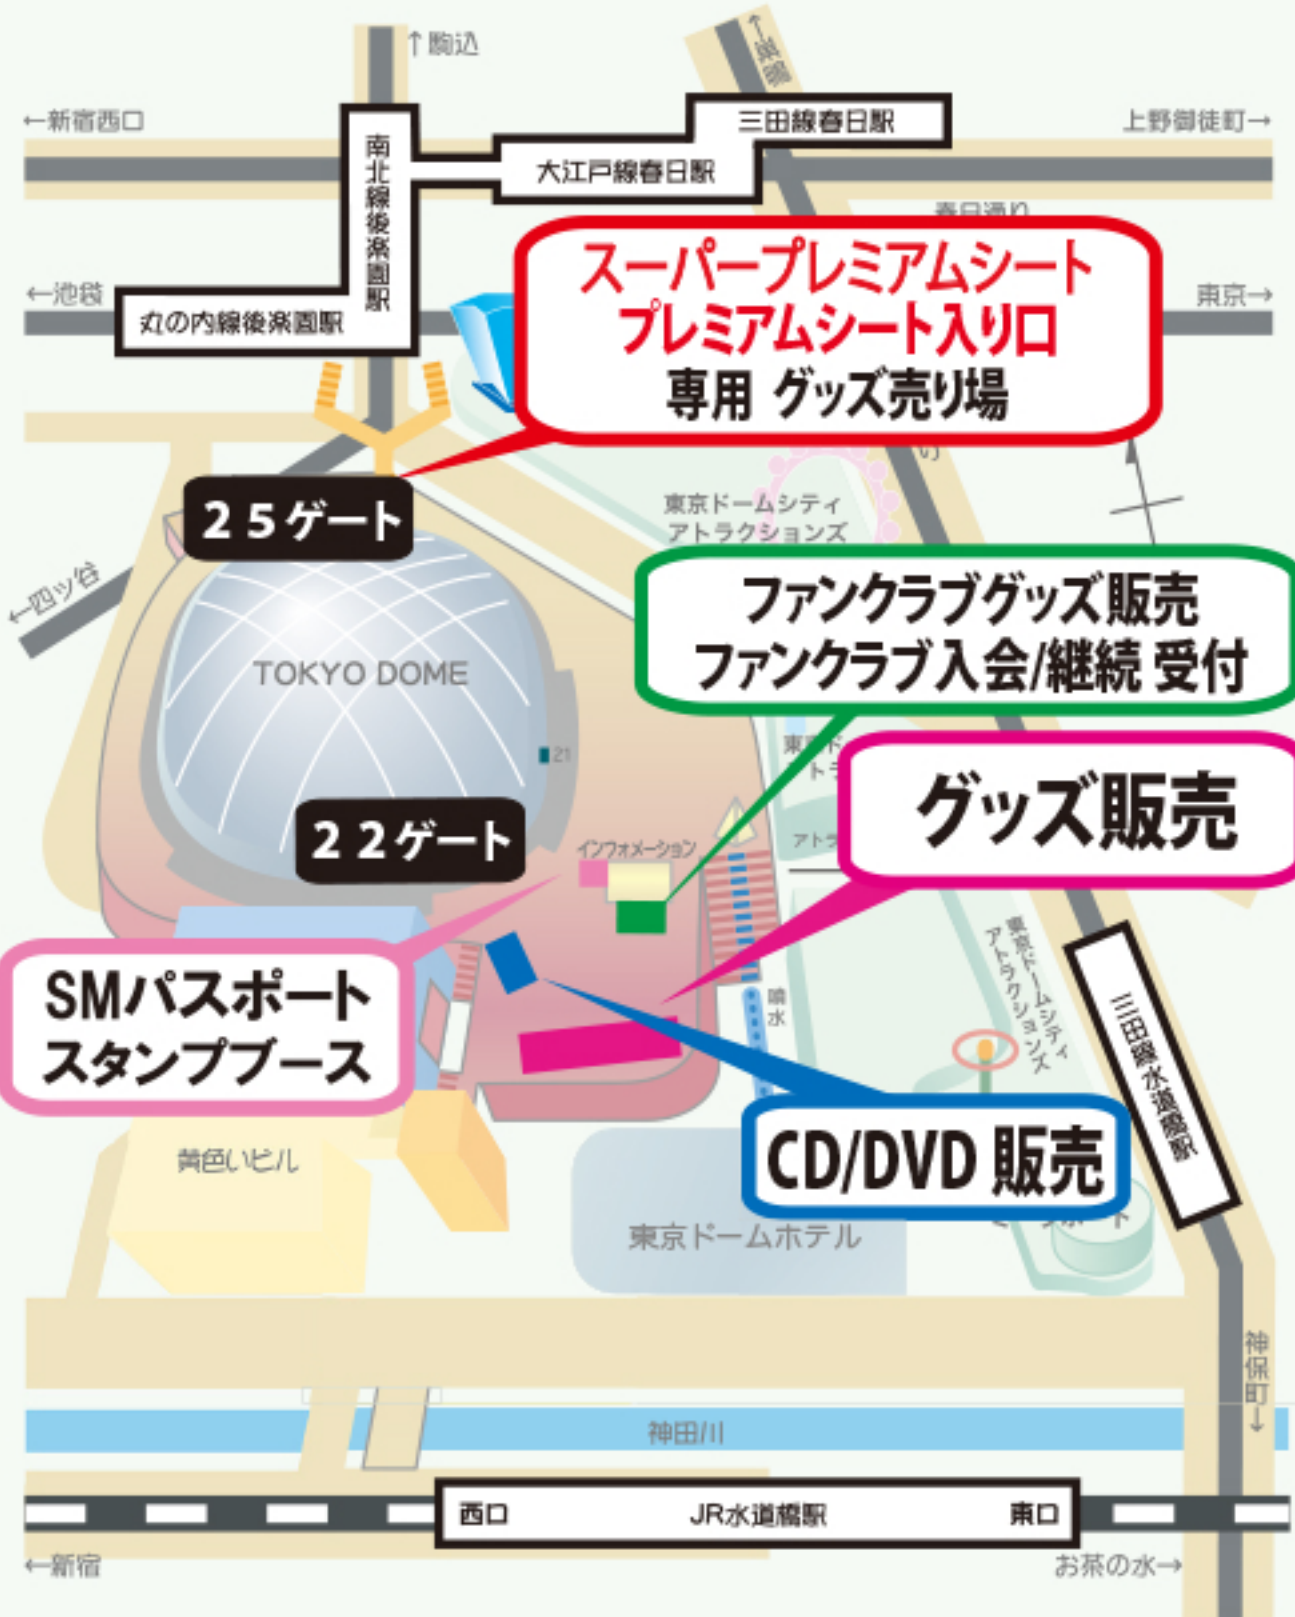 ↑駒込
↑巣鴨
←新宿西口
三田線春日駅
上野御徒町→
南北線後楽園駅
大江戸線春日駅
春日通り
←池袋
丸の内線後楽園駅
東京→
スーパープレミアムシート
プレミアムシート入り口
専用 グッズ売り場
25ゲート
東京ドームシティ
アトラクションズ
←四ツ谷
ファンクラブグッズ販売
ファンクラブ入会/継続 受付
TOKYO DOME
21
グッズ販売
22ゲート
インフォメーション
SMパスポート
スタンプブース
噴水
東京ドームシティ
アトラクションズ
三田線水道橋駅
CD/DVD 販売
黄色いビル
東京ドームホテル
神保町→
神田川
西口
JR水道橋駅
東口
←新宿
お茶の水→